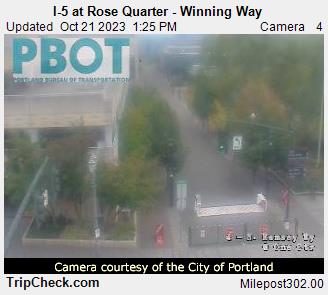 I-5 at Rose Quarter - Winning Way
Updated Oct 21 2023 1:25 PM Camera 4
PBOT
PORTLAND BUREAU OF TRANSPORTATION
Camera courtesy of the City of Portland
TripCheck.com Milepost302.00